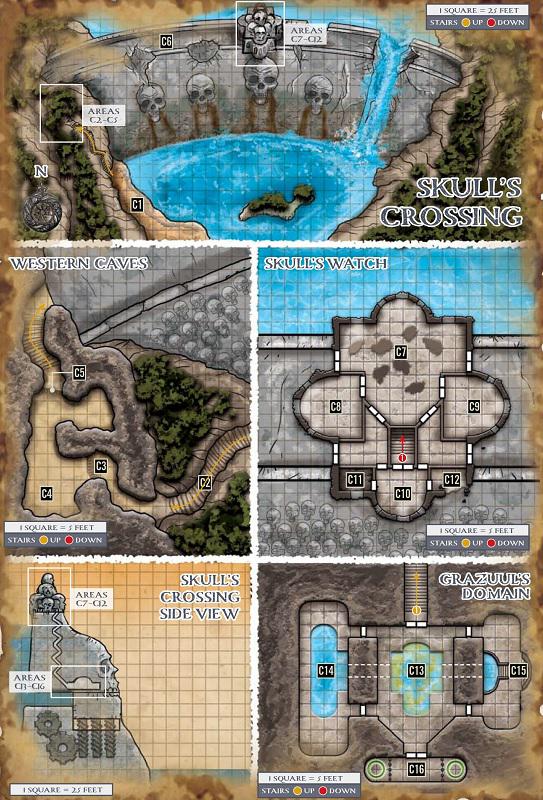 1 SQUARE = 25 FEET
STAIRS UP DOWN
C6
AREAS
C7-C12
AREAS
C2-C5
N
C1
SKULL'S
CROSSING
WESTERN CAVES
C5
C3
C4
C2
1 SQUARE = 5 FEET
STAIRS UP DOWN
SKULL'S WATCH
C7
C8
C9
C11
C12
C10
1 SQUARE = 5 FEET
STAIRS UP DOWN
SKULL'S
CROSSING
SIDE VIEW
AREAS
C7-C12
AREAS
C13-C16
1 SQUARE = 25 FEET
GRAZUUL'S
DOMAIN
C14
C13
C15
C16
1 SQUARE = 5 FEET
STAIRS UP DOWN